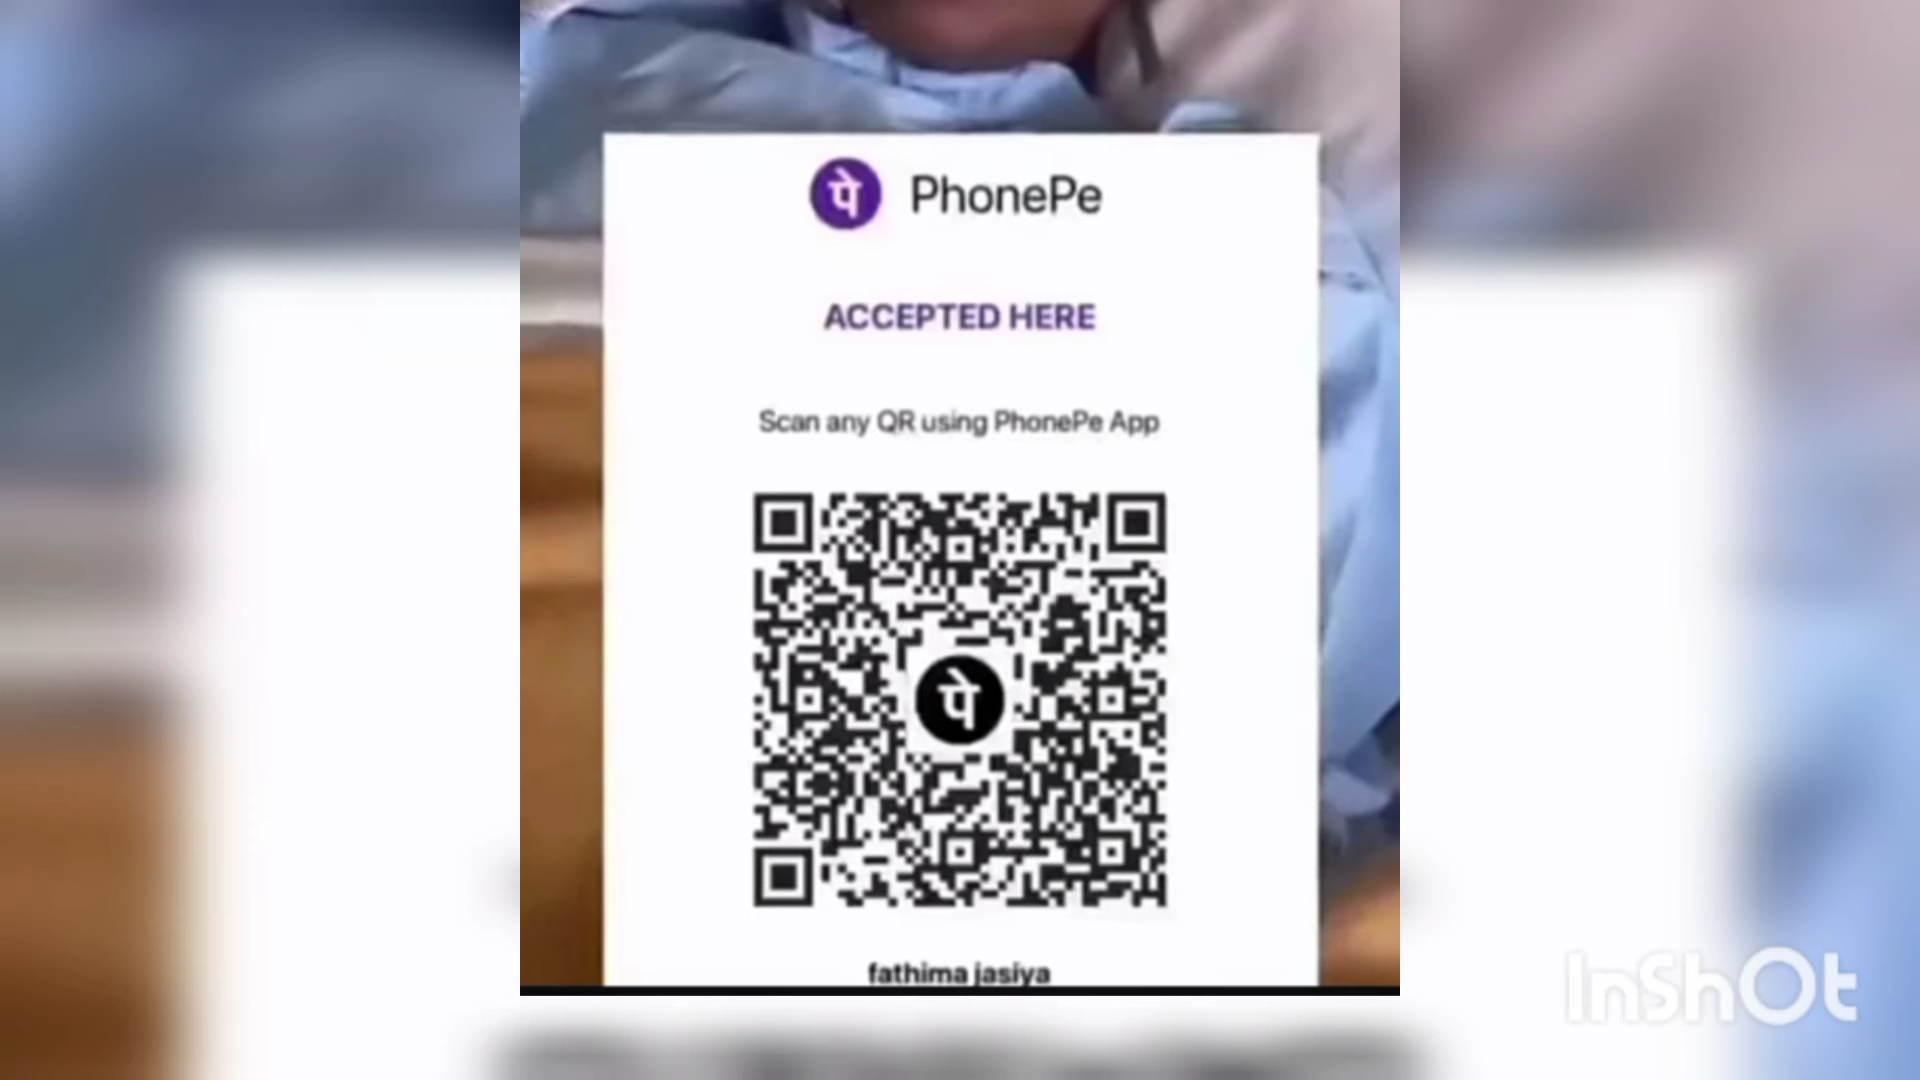 पे PhonePe
ACCEPTED HERE
Scan any QR using PhonePe App
पे
fathima jasiya
InShOt